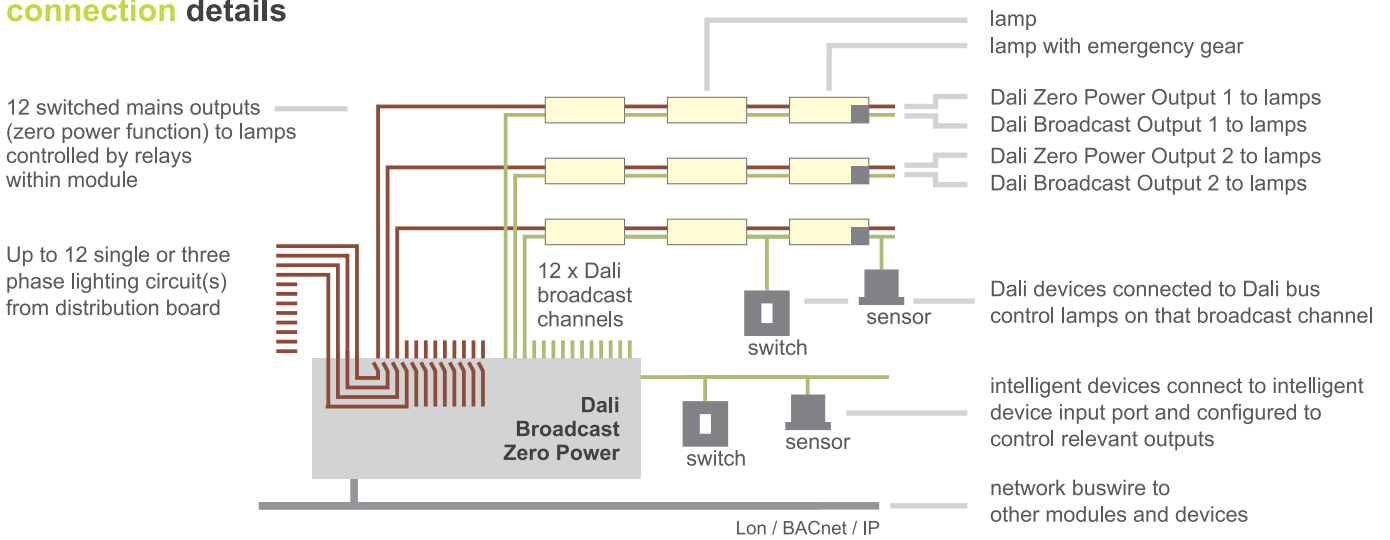 connection details
lamp
lamp with emergency gear
12 switched mains outputs
(zero power function) to lamps
controlled by relays
within module
Dali Zero Power Output 1 to lamps
Dali Broadcast Output 1 to lamps
Dali Zero Power Output 2 to lamps
Dali Broadcast Output 2 to lamps
Up to 12 single or three
phase lighting circuit(s)
from distribution board
12 x Dali
broadcast
channels
switch
sensor
Dali devices connected to Dali bus
control lamps on that broadcast channel
Dali
Broadcast
Zero Power
switch
sensor
intelligent devices connect to intelligent
device input port and configured to
control relevant outputs
network buswire to
other modules and devices
Lon / BACnet / IP